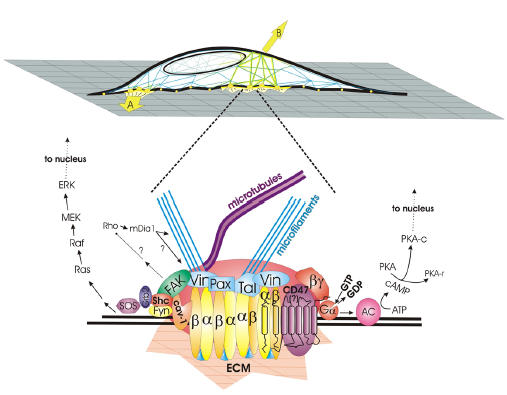 B
A
to nucleus
ERK
MEK
Raf
Ras
SOS
Rho
mDia1
?
?
microtubules
microfilaments
to nucleus
PKA-c
PKA
PKA-r
cAMP
ATP
AC
GTP
GDP
Gα
βγ
FAK
Vin
Pax
Tal
Vin
Shc
Fyn
cav-1
β α β α α β
α β
CD47
(?)
ECM